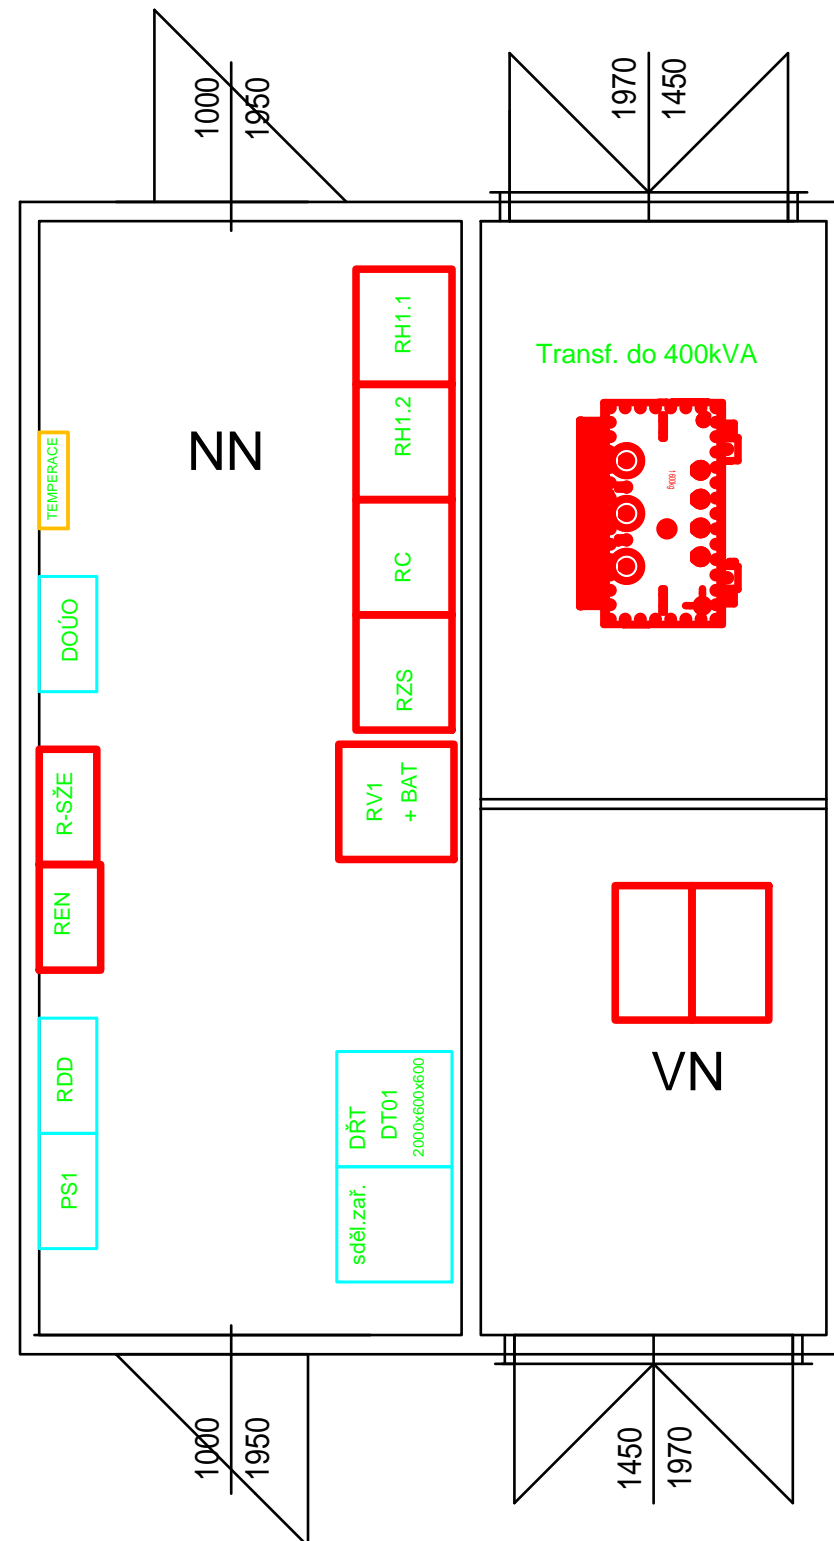 1000
1950
1970
1450
RH1.1
Transf. do 400kVA
RH1.2
NN
TEMPERACE
1600kg
RC
DOÚO
RZS
R-SŽE
RV1
+ BAT
REN
RDD
DŘT
DT01
2000x600x600
VN
PS1
sděl.zař.
1000
1950
1450
1970